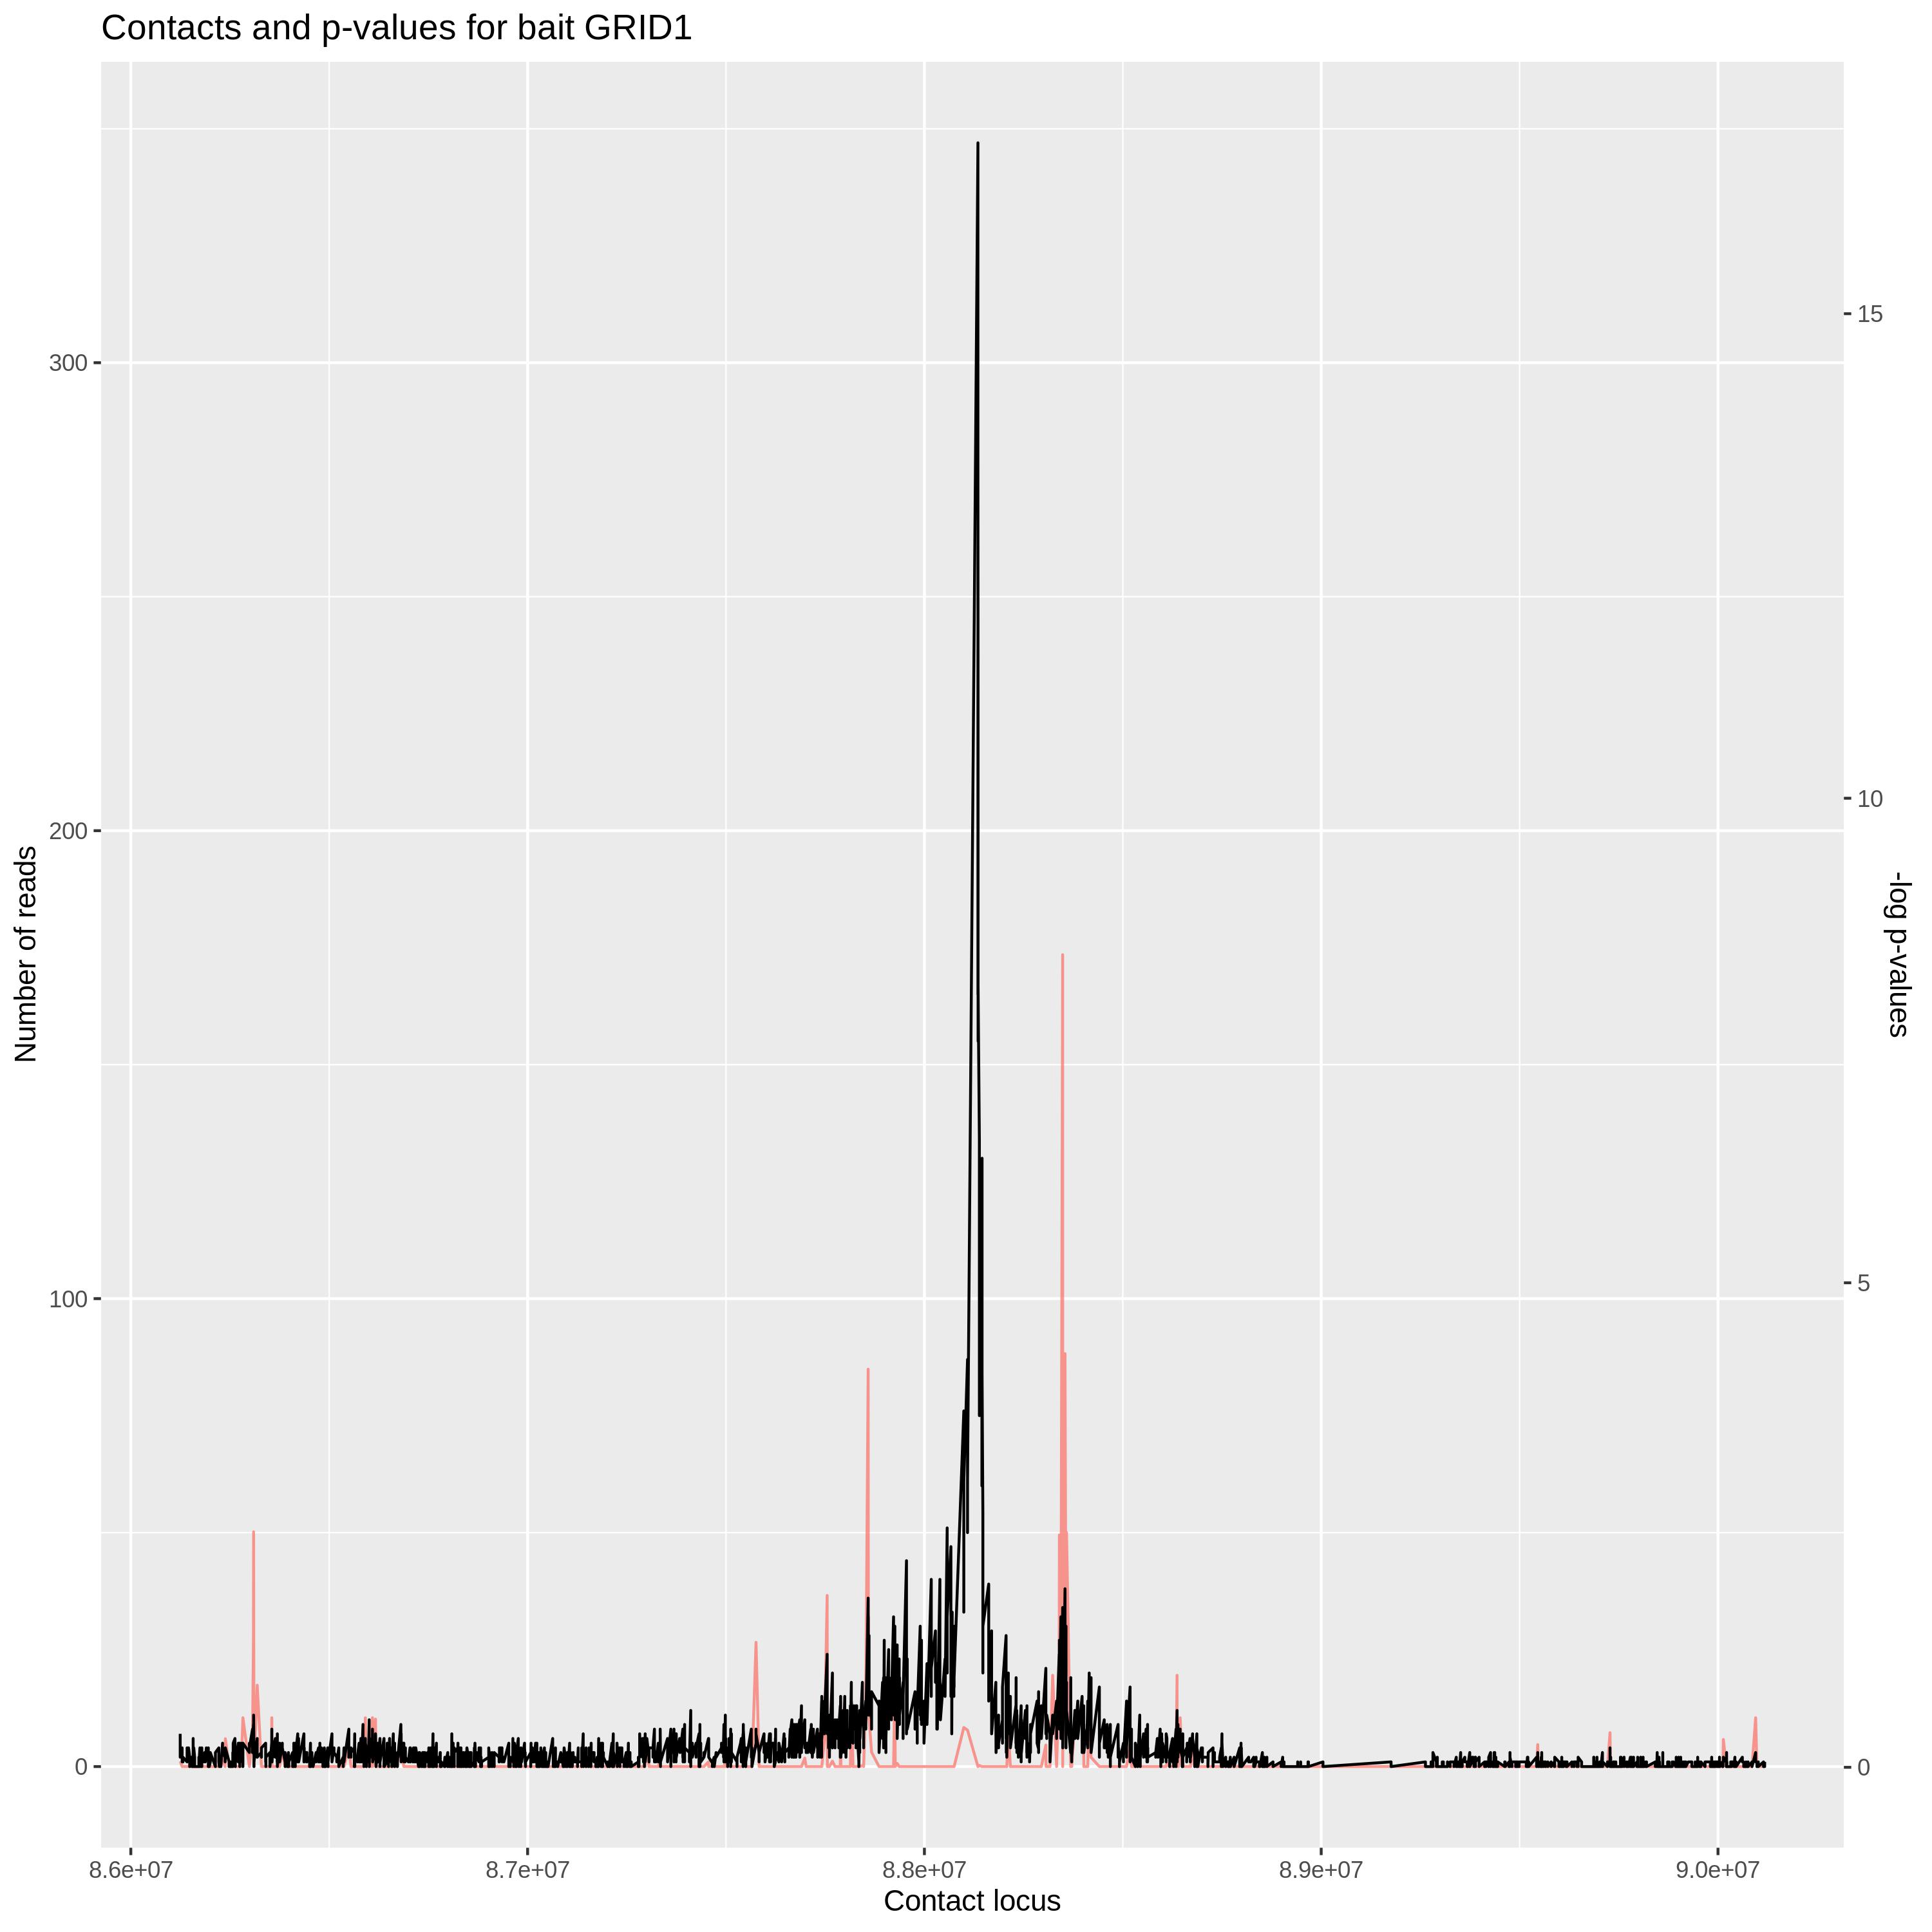 Contacts and p-values for bait GRID1
300
200
100
0
Number of reads
15
10
5
0
-log p-values
8.6e+07
8.7e+07
8.8e+07
8.9e+07
9.0e+07
Contact locus